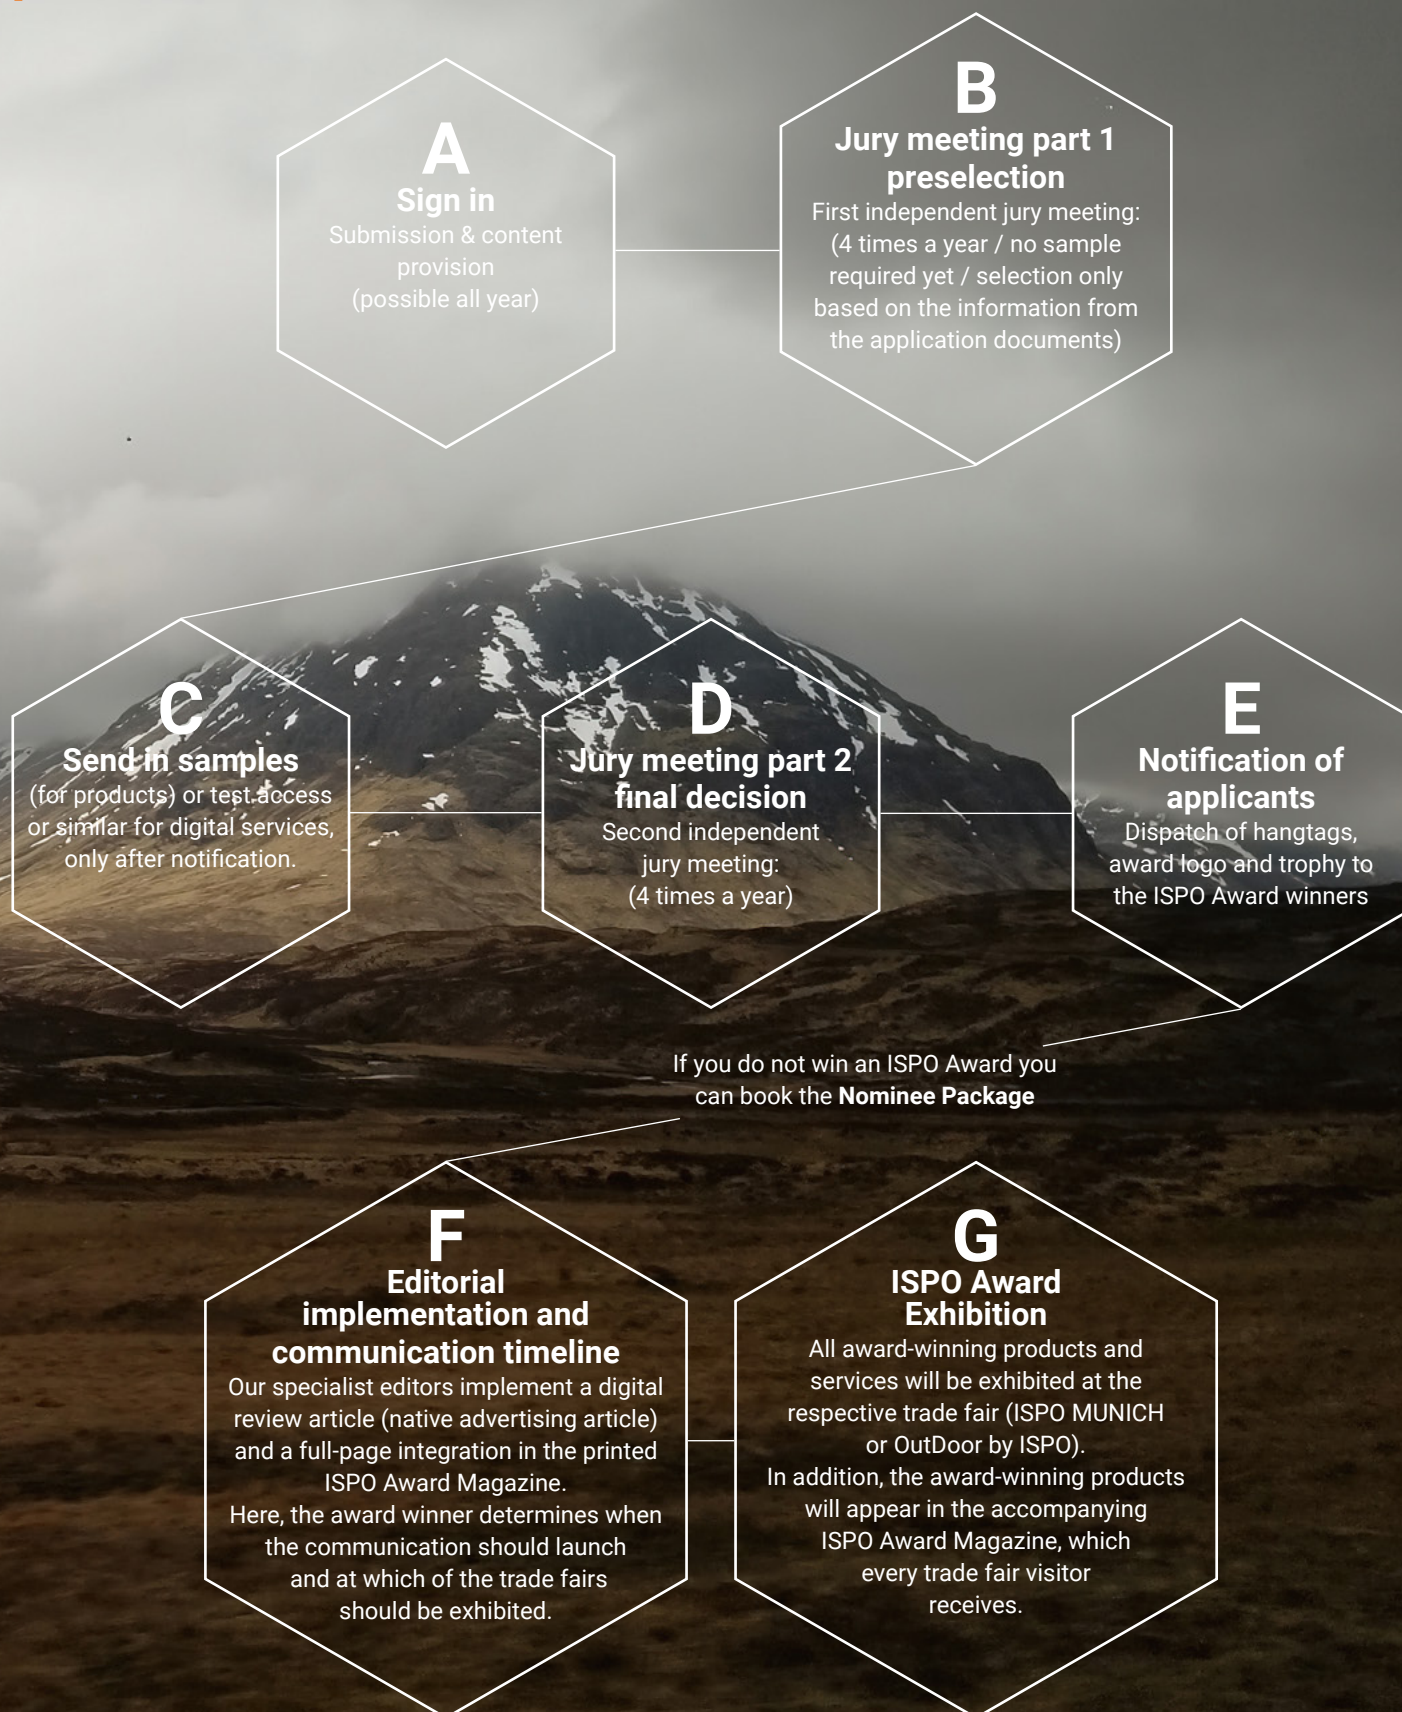 A
Sign in
Submission & content
provision
(possible all year)
B
Jury meeting part 1
preselection
First independent jury meeting:
(4 times a year / no sample
required yet / selection only
based on the information from
the application documents)
C
Send in samples
(for products) or test access
or similar for digital services,
only after notification.
D
Jury meeting part 2
final decision
Second independent
jury meeting:
(4 times a year)
E
Notification of
applicants
Dispatch of hangtags,
award logo and trophy to
the ISPO Award winners
If you do not win an ISPO Award you
can book the Nominee Package
F
Editorial
implementation and
communication timeline
Our specialist editors implement a digital
review article (native advertising article)
and a full-page integration in the printed
ISPO Award Magazine.
Here, the award winner determines when
the communication should launch
and at which of the trade fairs
should be exhibited.
G
ISPO Award
Exhibition
All award-winning products and
services will be exhibited at the
respective trade fair (ISPO MUNICH
or OutDoor by ISPO).
In addition, the award-winning products
will appear in the accompanying
ISPO Award Magazine, which
every trade fair visitor
receives.